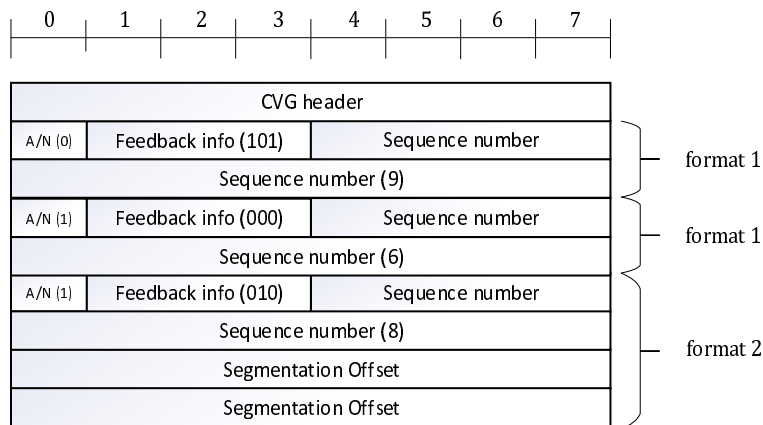 0 1 2 3 4 5 6 7
CVG header
A/N (0) Feedback info (101) Sequence number
Sequence number (9)
format 1
A/N (1) Feedback info (000) Sequence number
Sequence number (6)
format 1
A/N (1) Feedback info (010) Sequence number
Sequence number (8)
Segmentation Offset
Segmentation Offset
format 2